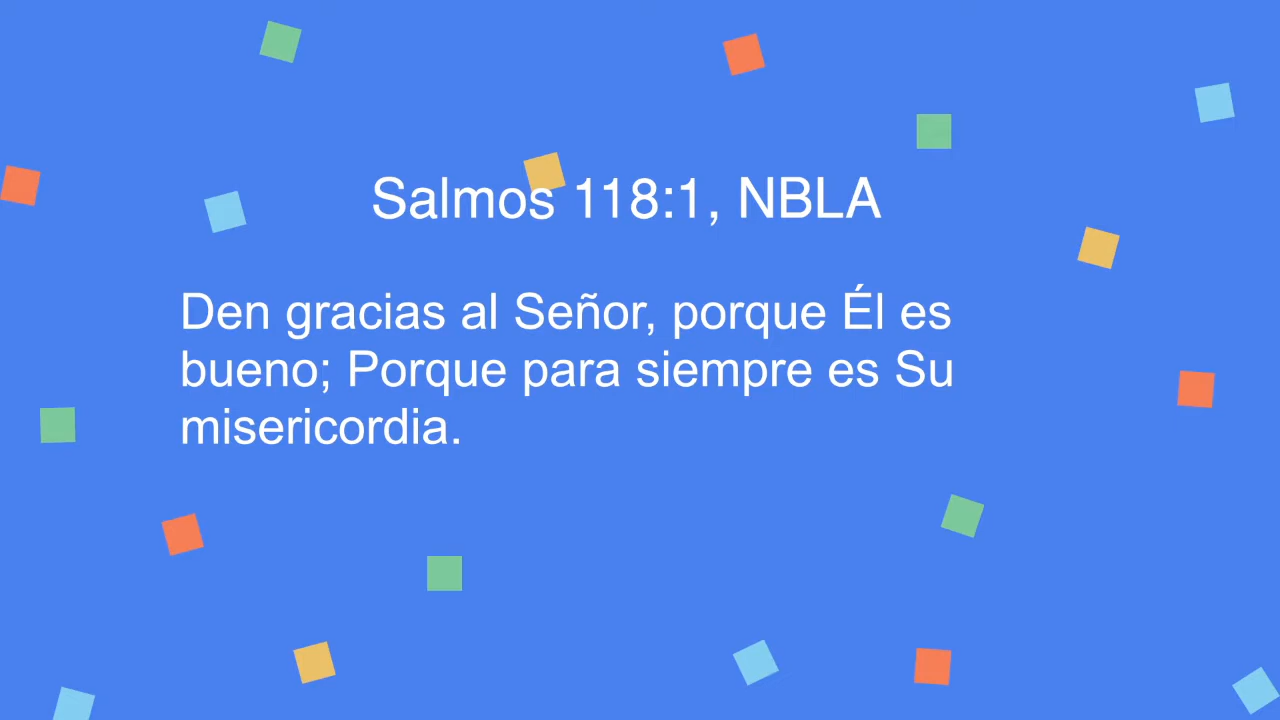 Salmos 118:1, NBLA
Den gracias al Señor, porque Él es
bueno; Porque para siempre es Su
misericordia.